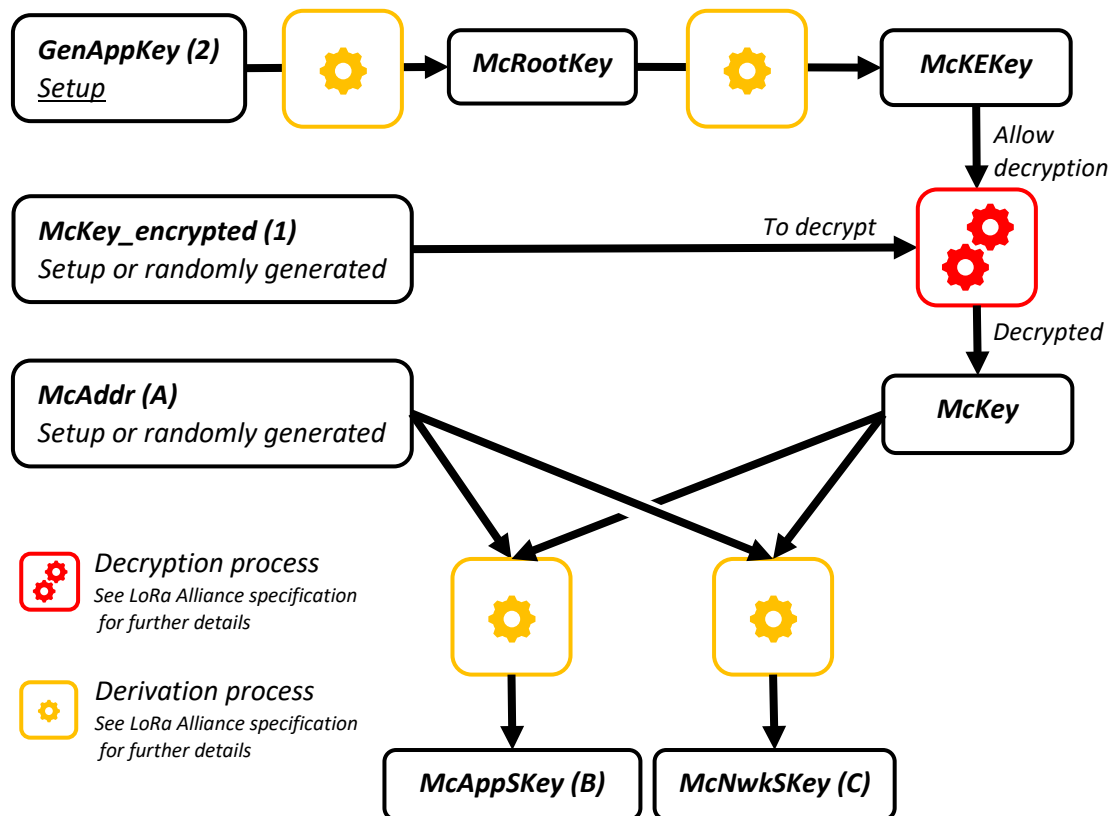 GenAppKey (2)
Setup
McRootKey
McKEKey
Allow
decryption
McKey_encrypted (1)
Setup or randomly generated
To decrypt
Decrypted
McAddr (A)
Setup or randomly generated
McKey
Decryption process
See LoRa Alliance specification
for further details
Derivation process
See LoRa Alliance specification
for further details
McAppSKey (B)
McNwkSKey (C)